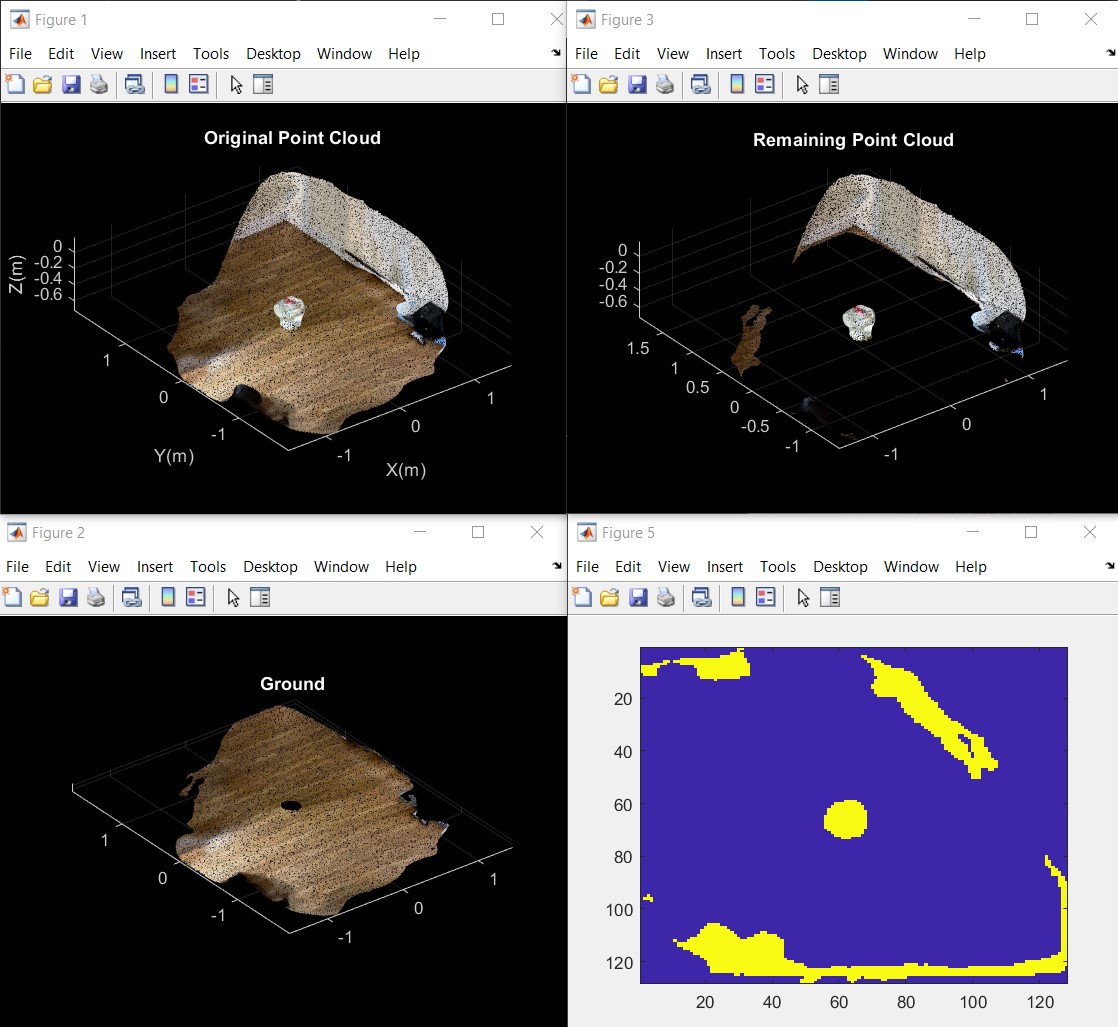 Figure 1
File Edit View Insert Tools Desktop Window Help
Original Point Cloud
Z(m)
0
-0.2
-0.4
-0.6
1
0
-1
Y(m)
-1
0
1
X(m)
Figure 3
File Edit View Insert Tools Desktop Window Help
Remaining Point Cloud
0
-0.2
-0.4
-0.6
1.5
1
0.5
0
-0.5
-1
-1
0
1
Figure 2
File Edit View Insert Tools Desktop Window Help
Ground
1
0
-1
-1
0
1
Figure 5
File Edit View Insert Tools Desktop Window Help
20
40
60
80
100
120
20 40 60 80 100 120